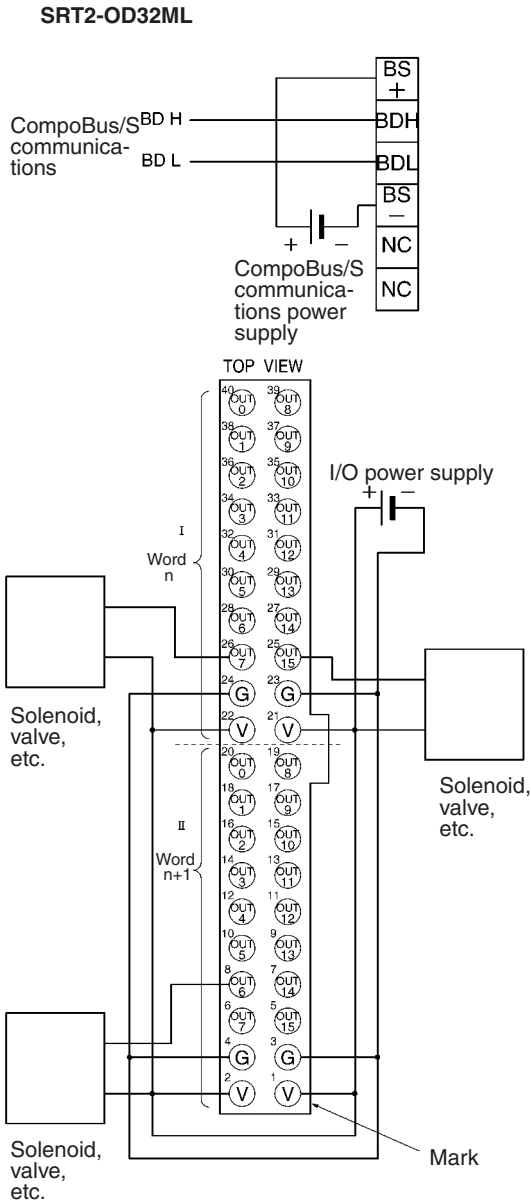 SRT2-OD32ML
BS
+
BDH
BDL
BS
–
NC
NC
CompoBus/S
communica-
tions
BD H
BD L
+ –
CompoBus/S
communica-
tions power
supply
TOP VIEW
40 OUT 0 39 OUT 8
38 OUT 1 37 OUT 9
36 OUT 2 35 OUT 10
34 OUT 3 33 OUT 11
32 OUT 4 31 OUT 12
30 OUT 5 29 OUT 13
28 OUT 6 27 OUT 14
26 OUT 7 25 OUT 15
24 G 23 G
22 V 21 V
20 OUT 0 19 OUT 8
18 OUT 1 17 OUT 9
16 OUT 2 15 OUT 10
14 OUT 3 13 OUT 11
12 OUT 4 11 OUT 12
10 OUT 5 9 OUT 13
8 OUT 6 7 OUT 14
6 OUT 7 5 OUT 15
4 G 3 G
2 V 1 V
I
Word
n
II
Word
n+1
I/O power supply
+ –
Solenoid,
valve,
etc.
Solenoid,
valve,
etc.
Solenoid,
valve,
etc.
Mark